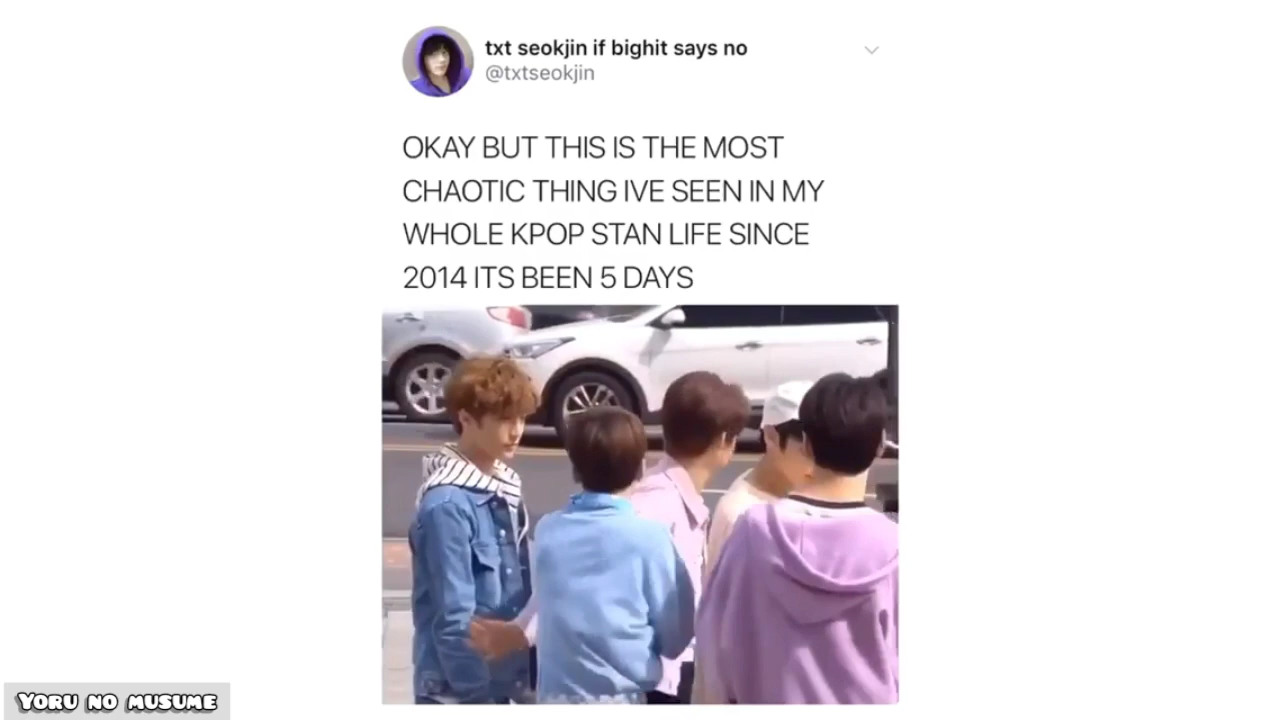 txt seokjin if bighit says no
@txtseokjin
OKAY BUT THIS IS THE MOST
CHAOTIC THING IVE SEEN IN MY
WHOLE KPOP STAN LIFE SINCE
2014 ITS BEEN 5 DAYS
YORU NO MUSUME